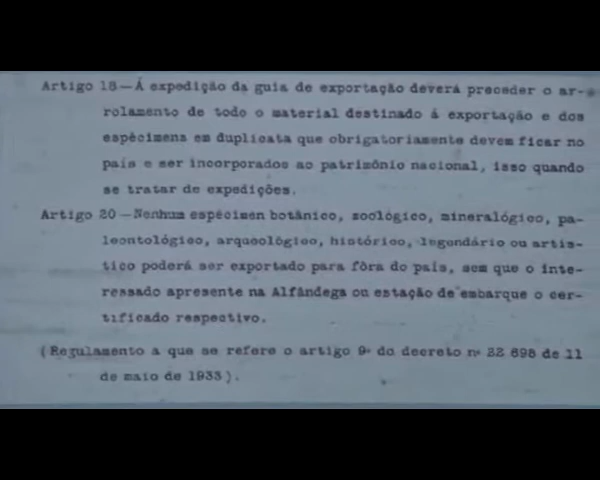 Artigo 18—Á expedição da guia de exportação deverá preceder o ar-
rolamento de todo o material destinado á exportação e dos
espécimens em duplicata que obrigatoriamente devem ficar no
país e ser incorporados ao patrimônio nacional, isso quando
se tratar de expedições.
Artigo 20—Nenhum espécimen botânico, zoológico, mineralógico, pa-
leontológico, arqueológico, histórico, legendário ou artís-
tico poderá ser exportado para fôra do país, sem que o inte-
ressado apresente na Alfândega ou estação de embarque o cer-
tificado respectivo.
(Regulamento a que se refere o artigo 9º do decreto nº 22 698 de 11
de maio de 1933).